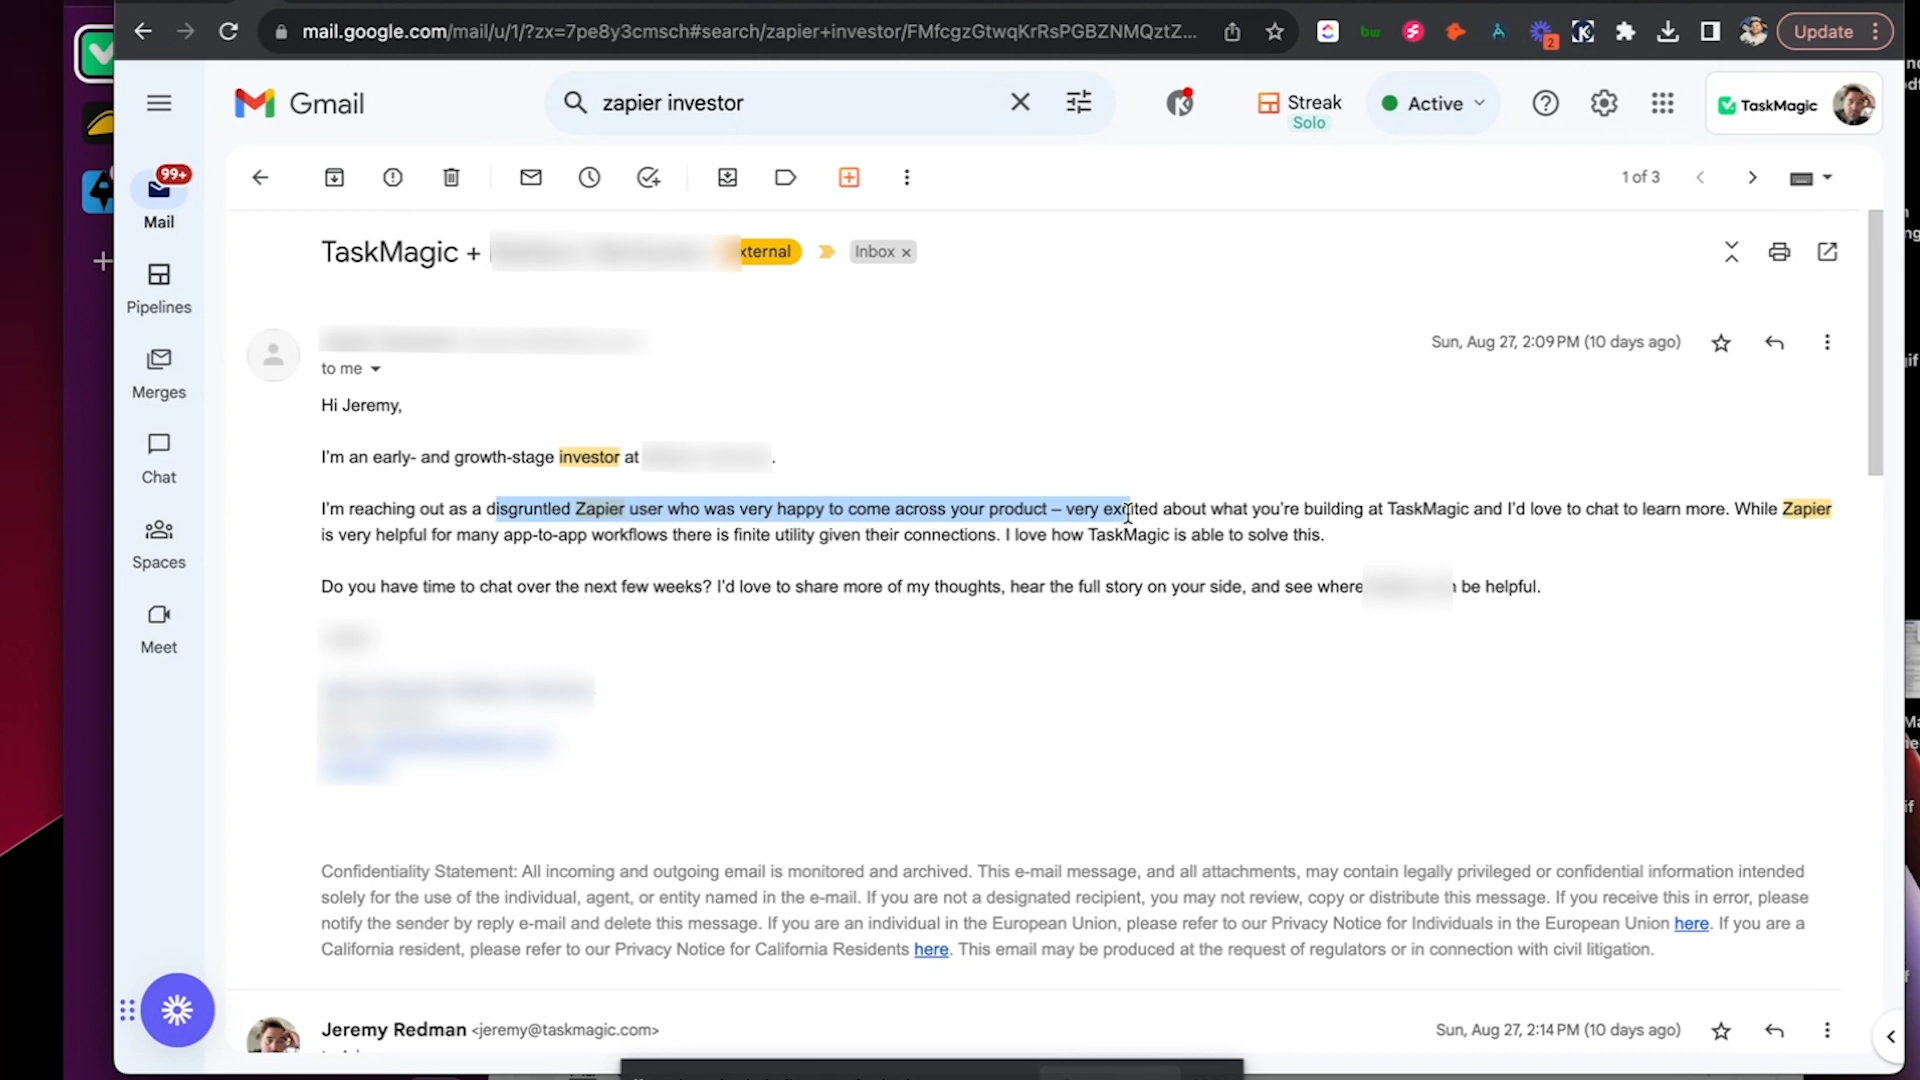 mail.google.com/mail/u/1/?zx=7pe8y3cmsch#search/zapier+investor/FMfcgzGtwqKrRsPGBZNMQztZ...
bw
2
Update
Gmail
zapier investor
Streak
Solo
Active
TaskMagic
99+
Mail
Pipelines
Merges
Chat
Spaces
Meet
1 of 3
TaskMagic +
xternal
Inbox ×
Sun, Aug 27, 2:09 PM (10 days ago)
to me
Hi Jeremy,
I'm an early- and growth-stage investor at .
I'm reaching out as a disgruntled Zapier user who was very happy to come across your product – very excited about what you're building at TaskMagic and I'd love to chat to learn more. While Zapier
is very helpful for many app-to-app workflows there is finite utility given their connections. I love how TaskMagic is able to solve this.
Do you have time to chat over the next few weeks? I'd love to share more of my thoughts, hear the full story on your side, and see where be helpful.
Confidentiality Statement: All incoming and outgoing email is monitored and archived. This e-mail message, and all attachments, may contain legally privileged or confidential information intended
solely for the use of the individual, agent, or entity named in the e-mail. If you are not a designated recipient, you may not review, copy or distribute this message. If you receive this in error, please
notify the sender by reply e-mail and delete this message. If you are an individual in the European Union, please refer to our Privacy Notice for Individuals in the European Union here. If you are a
California resident, please refer to our Privacy Notice for California Residents here. This email may be produced at the request of regulators or in connection with civil litigation.
Jeremy Redman <jeremy@taskmagic.com>
Sun, Aug 27, 2:14 PM (10 days ago)